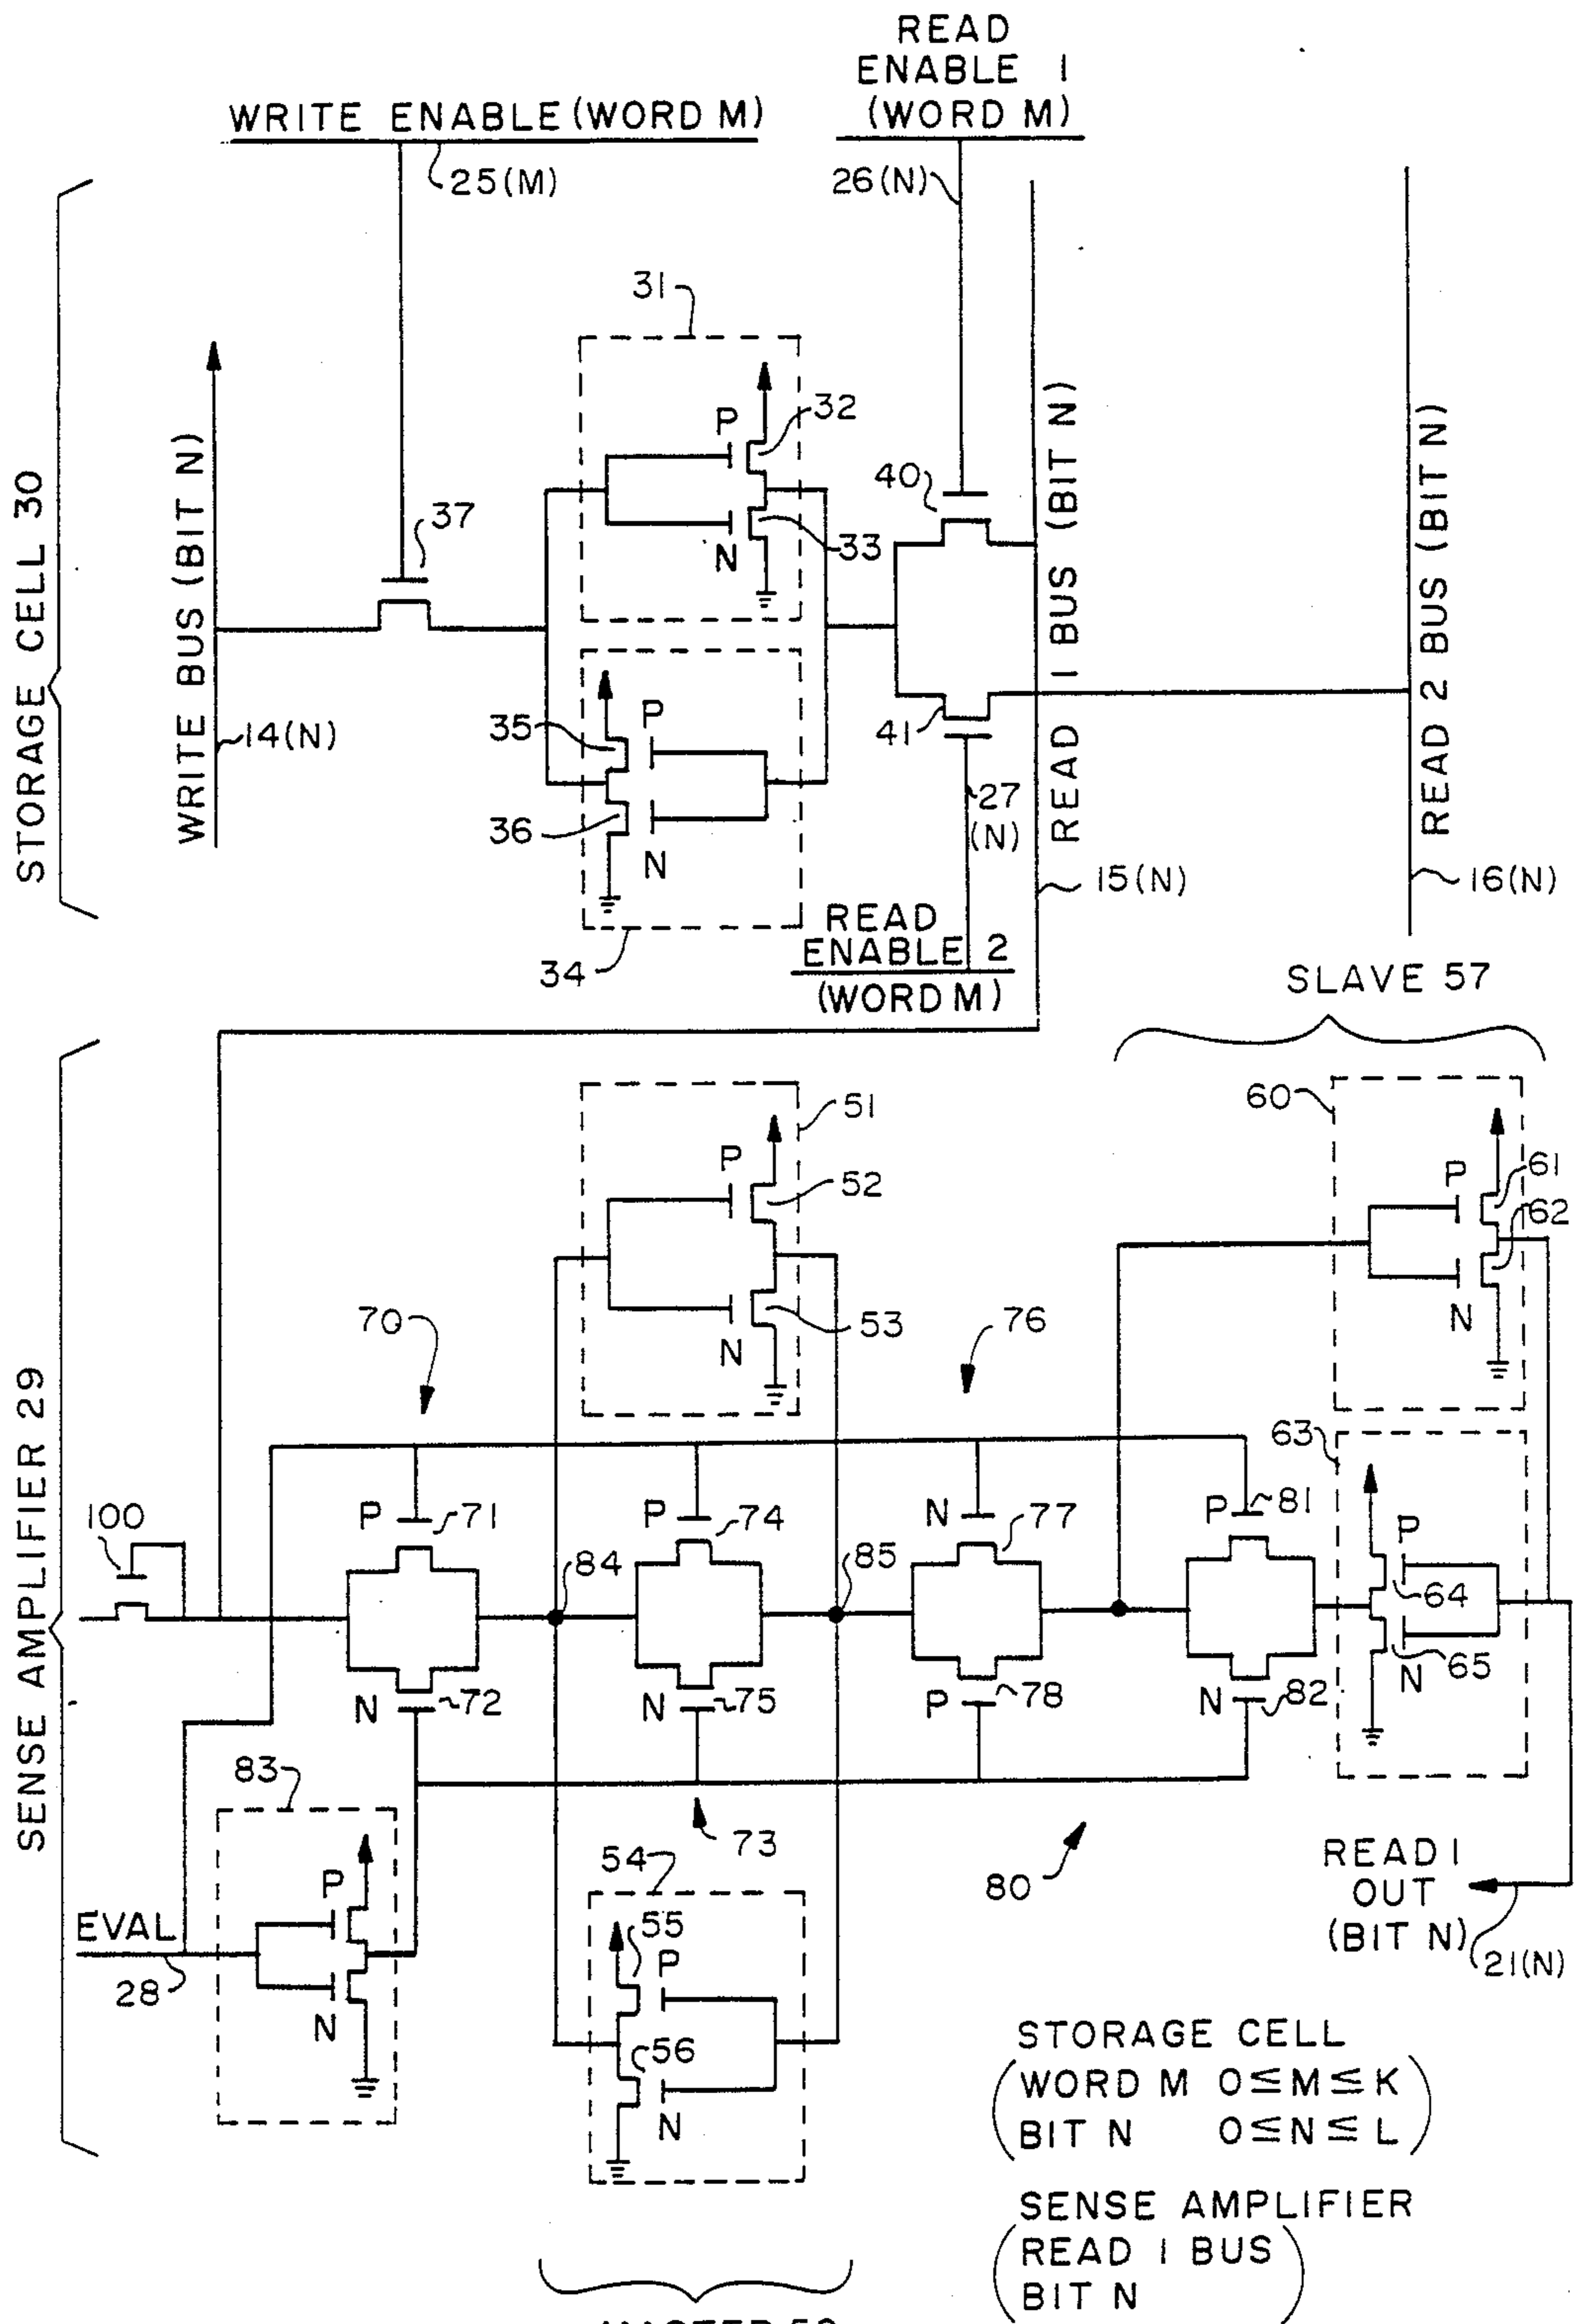 READ
ENABLE 1
(WORD M)
WRITE ENABLE (WORD M)
25(M)
26(N)
31
P
32
40
37
33
N
STORAGE CELL 30
WRITE BUS (BIT N)
14(N)
READ 1 BUS (BIT N)
READ 2 BUS (BIT N)
35
P
41
36
N
27
(N)
15(N)
16(N)
READ
ENABLE 2
(WORD M)
34
SLAVE 57
51
60
P
52
P
61
62
70
53
N
76
N
SENSE AMPLIFIER 29
63
100
P
71
P
74
N
77
P
81
P
84
85
64
N
72
N
75
P
78
N
82
N
65
83
73
54
80
READ 1
OUT
(BIT N)
21(N)
P
EVAL
28
N
55
P
56
N
STORAGE CELL
(WORD M 0≤M≤K
BIT N 0≤N≤L)
SENSE AMPLIFIER
(READ 1 BUS
BIT N)